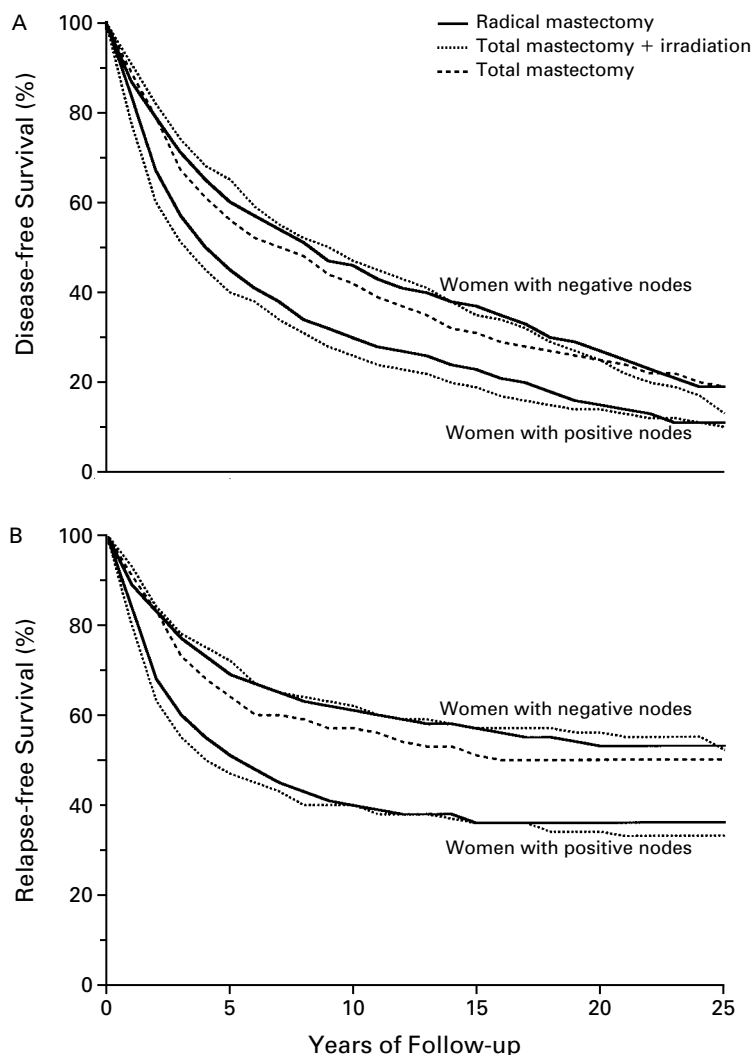 A
Radical mastectomy
Total mastectomy + irradiation
Total mastectomy
Disease-free Survival (%)
100
80
60
40
20
0
Women with negative nodes
Women with positive nodes
B
Relapse-free Survival (%)
100
80
60
40
20
0
Women with negative nodes
Women with positive nodes
0 5 10 15 20 25
Years of Follow-up